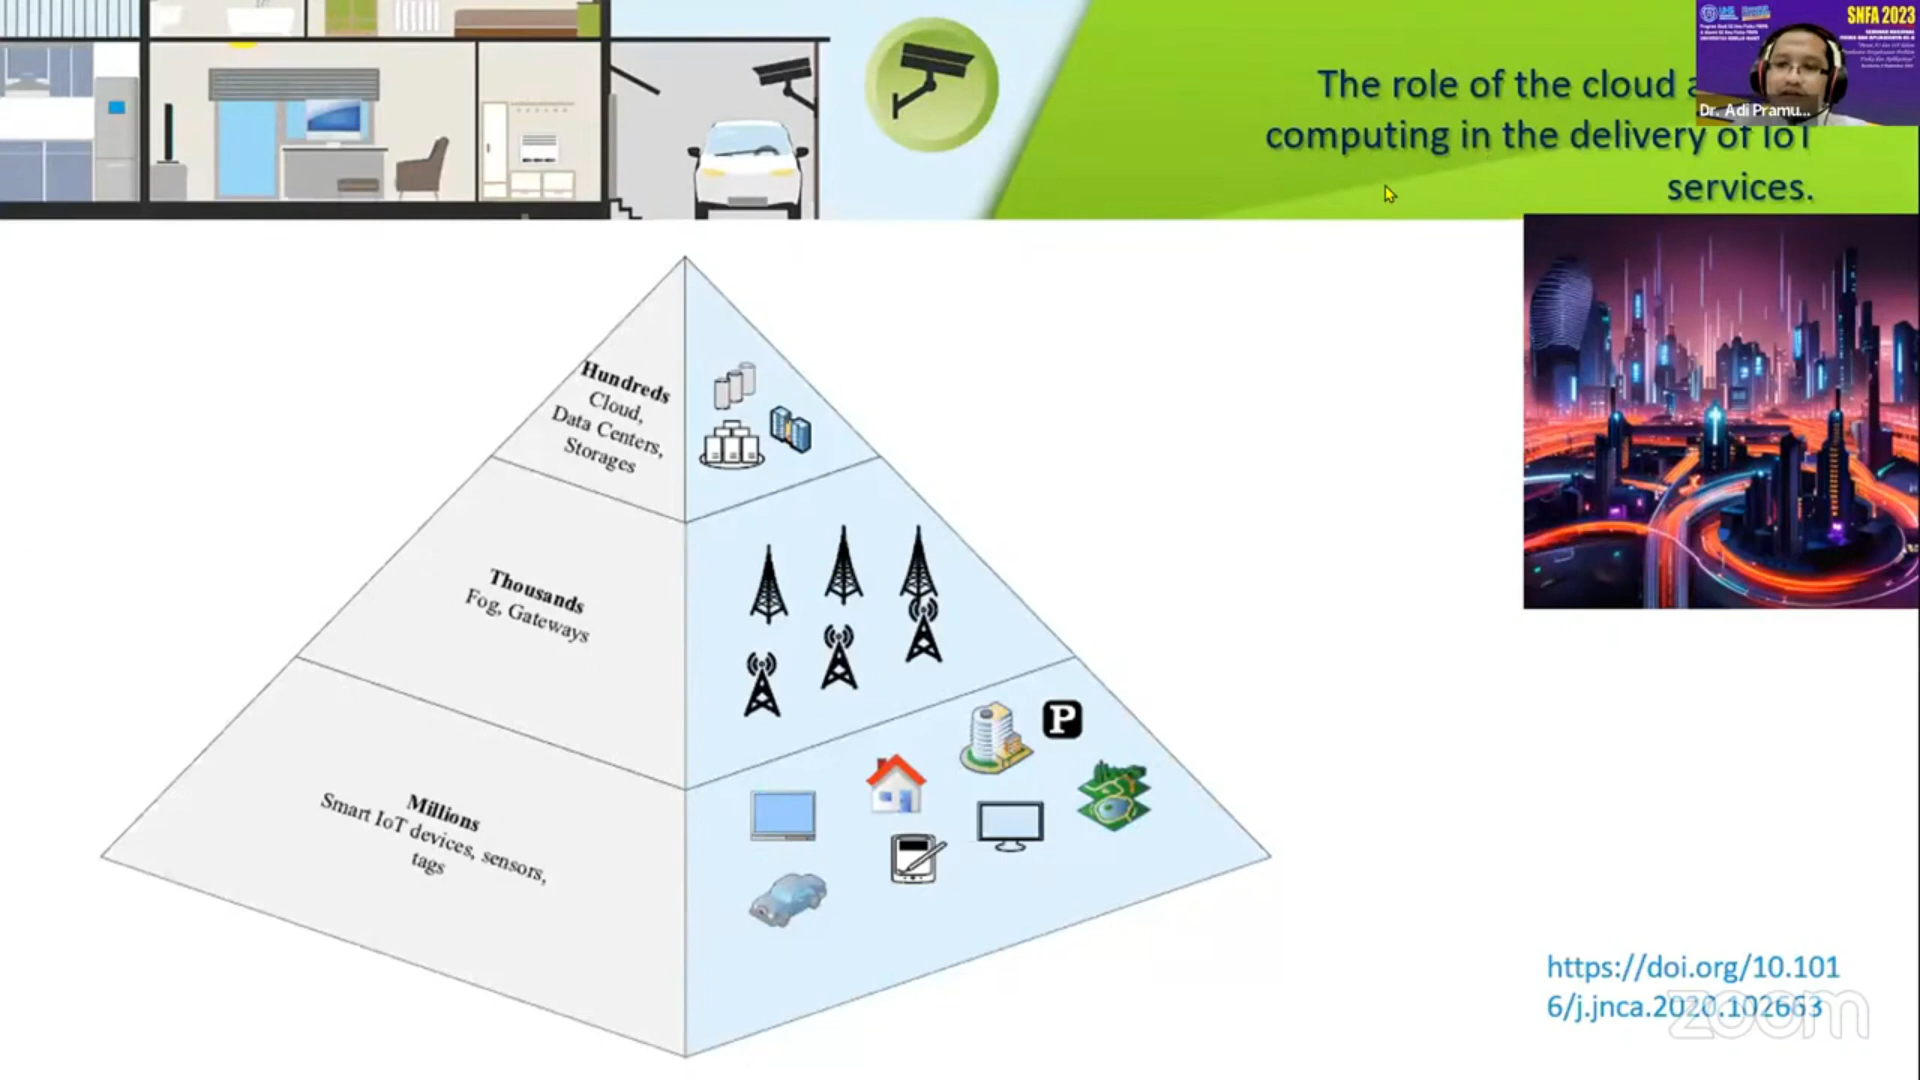 The role of the cloud
computing in the delivery of IoT
services.
SNFA 2023
Dr. Adi Pramu...
Hundreds
Cloud,
Data Centers,
Storages
Thousands
Fog, Gateways
Millions
Smart IoT devices, sensors,
tags
P
https://doi.org/10.101
6/j.jnca.2020.102663
zoom